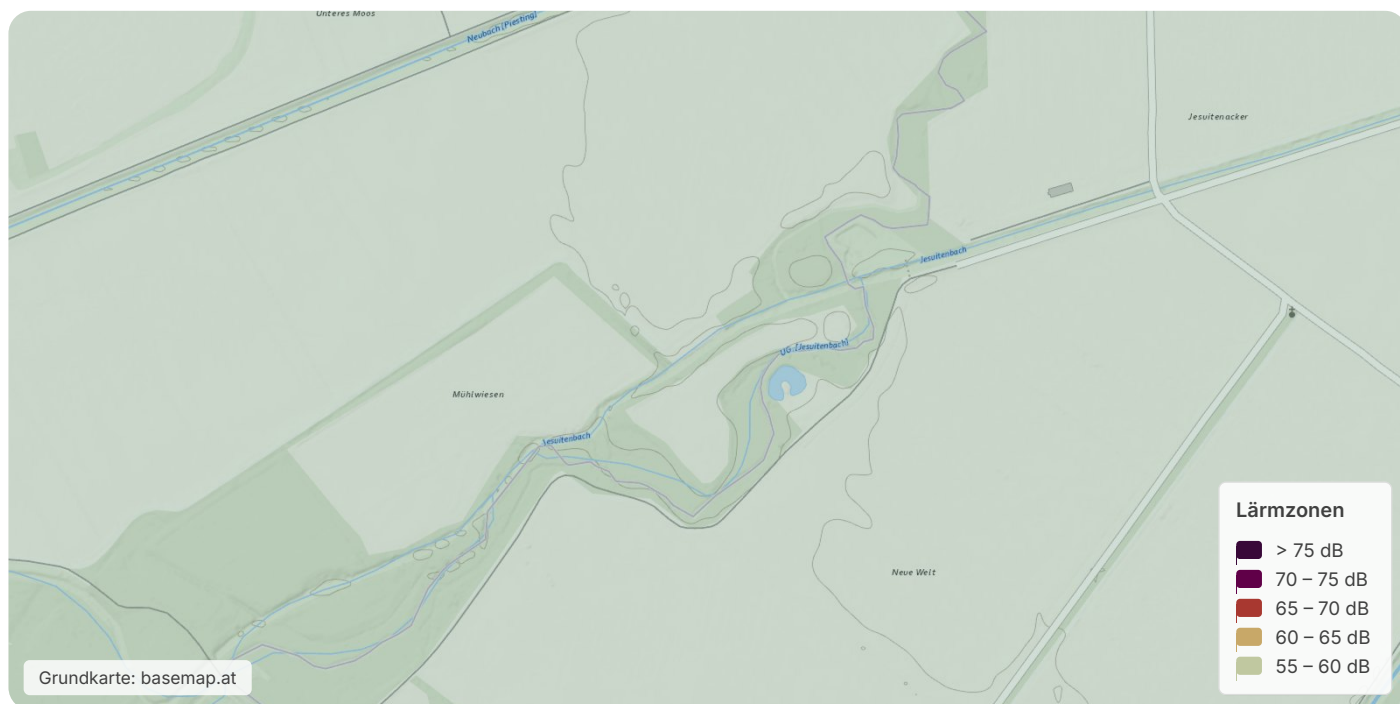 Unteres Moos
Neubach (Piesting)
Jesuitenacker
Jesuitenbach
UG.(Jesuitenbach)
Mühlwiesen
Jesuitenbach
Neue Welt
Lärmzonen
> 75 dB
70 – 75 dB
65 – 70 dB
60 – 65 dB
55 – 60 dB
Grundkarte: basemap.at